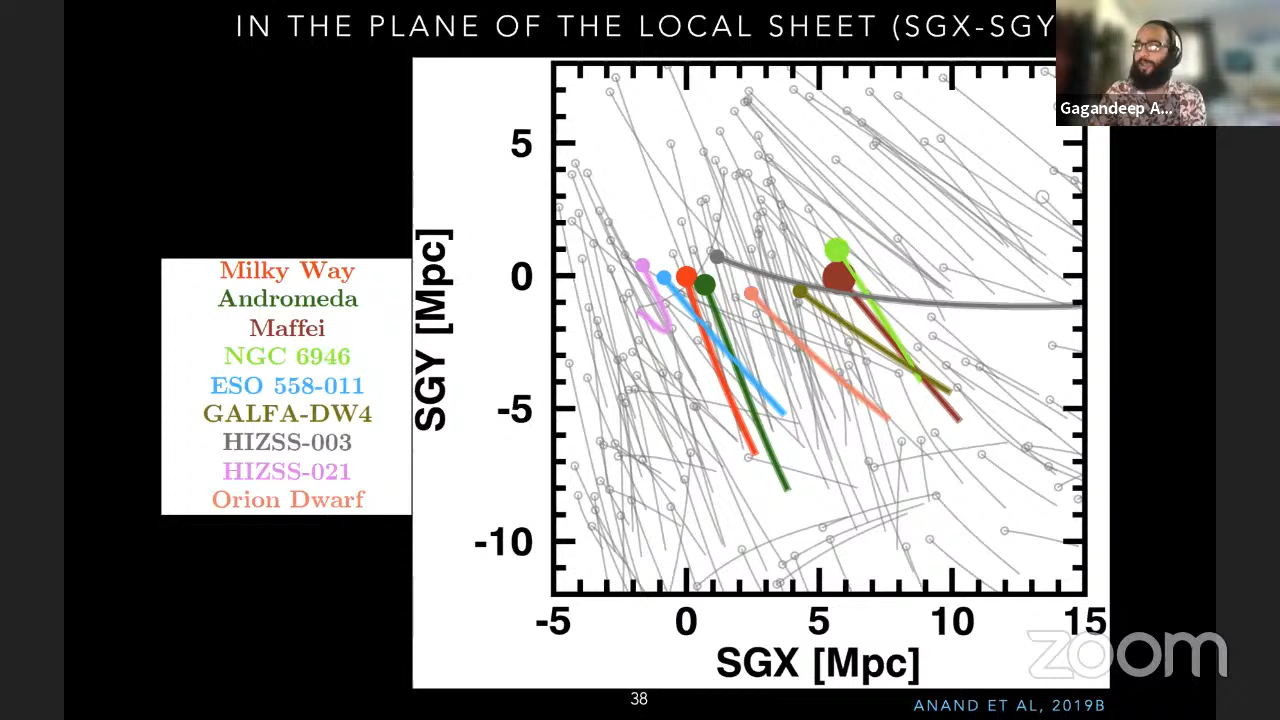 IN THE PLANE OF THE LOCAL SHEET (SGX-SGY
Gagandeep A...
Milky Way
Andromeda
Maffei
NGC 6946
ESO 558-011
GALFA-DW4
HIZSS-003
HIZSS-021
Orion Dwarf
SGY [Mpc]
5
0
-5
-10
-5 0 5 10 15
SGX [Mpc]
zoom
38
ANAND ET AL, 2019B